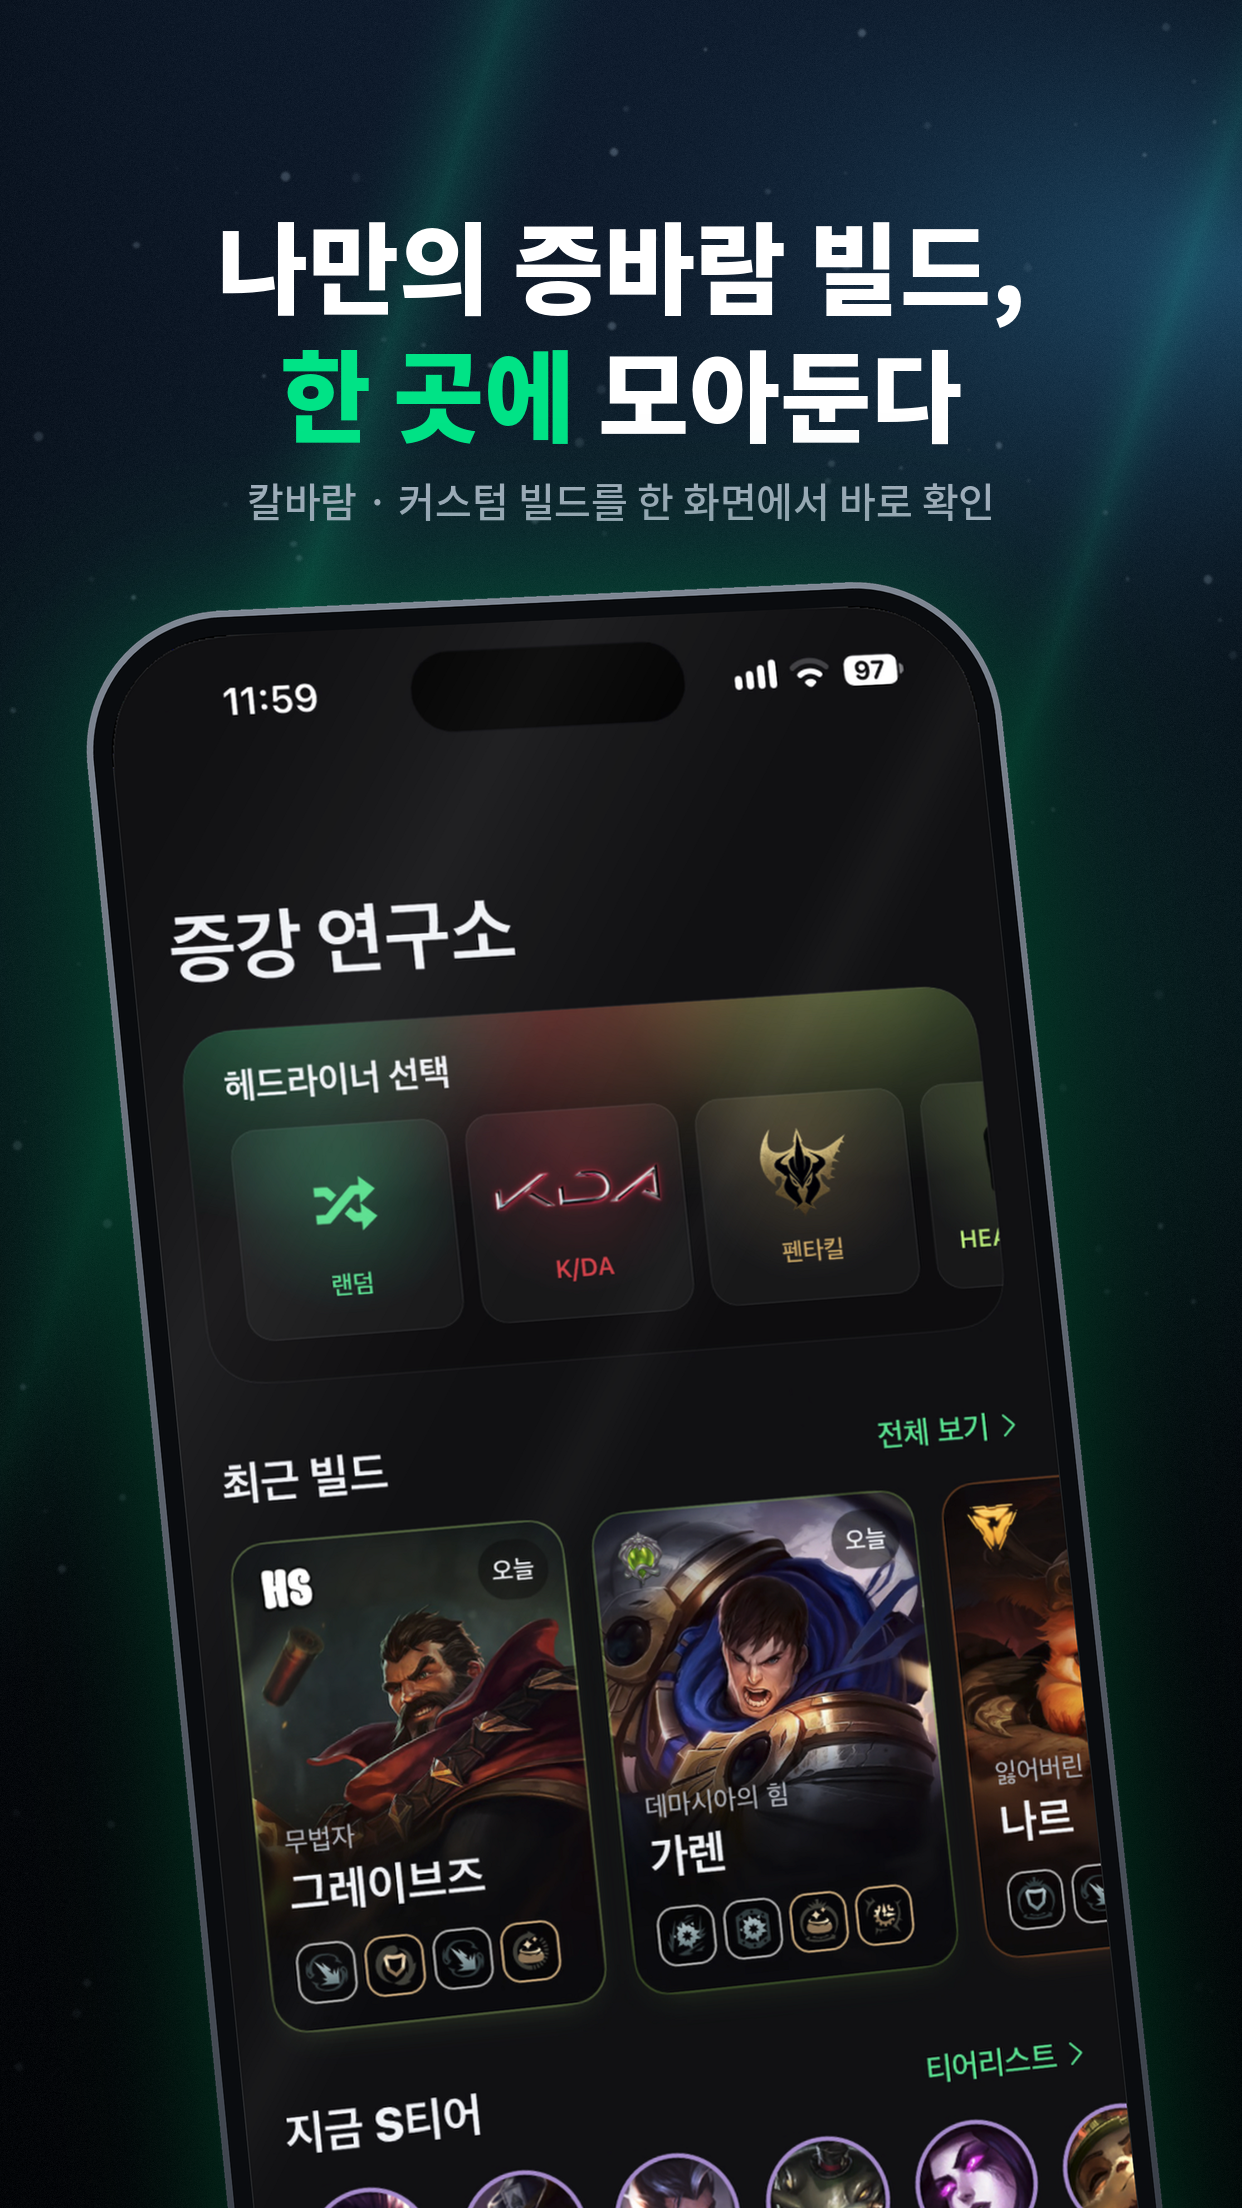 나만의 증바람 빌드,
한 곳에 모아둔다
칼바람 · 커스텀 빌드를 한 화면에서 바로 확인
11:59
97
증강 연구소
헤드라이너 선택
KDA
랜덤
K/DA
펜타킬
HEA
전체 보기 >
최근 빌드
HS
오늘
오늘
무법자
그레이브즈
데마시아의 힘
가렌
잃어버린
나르
티어리스트 >
지금 S티어